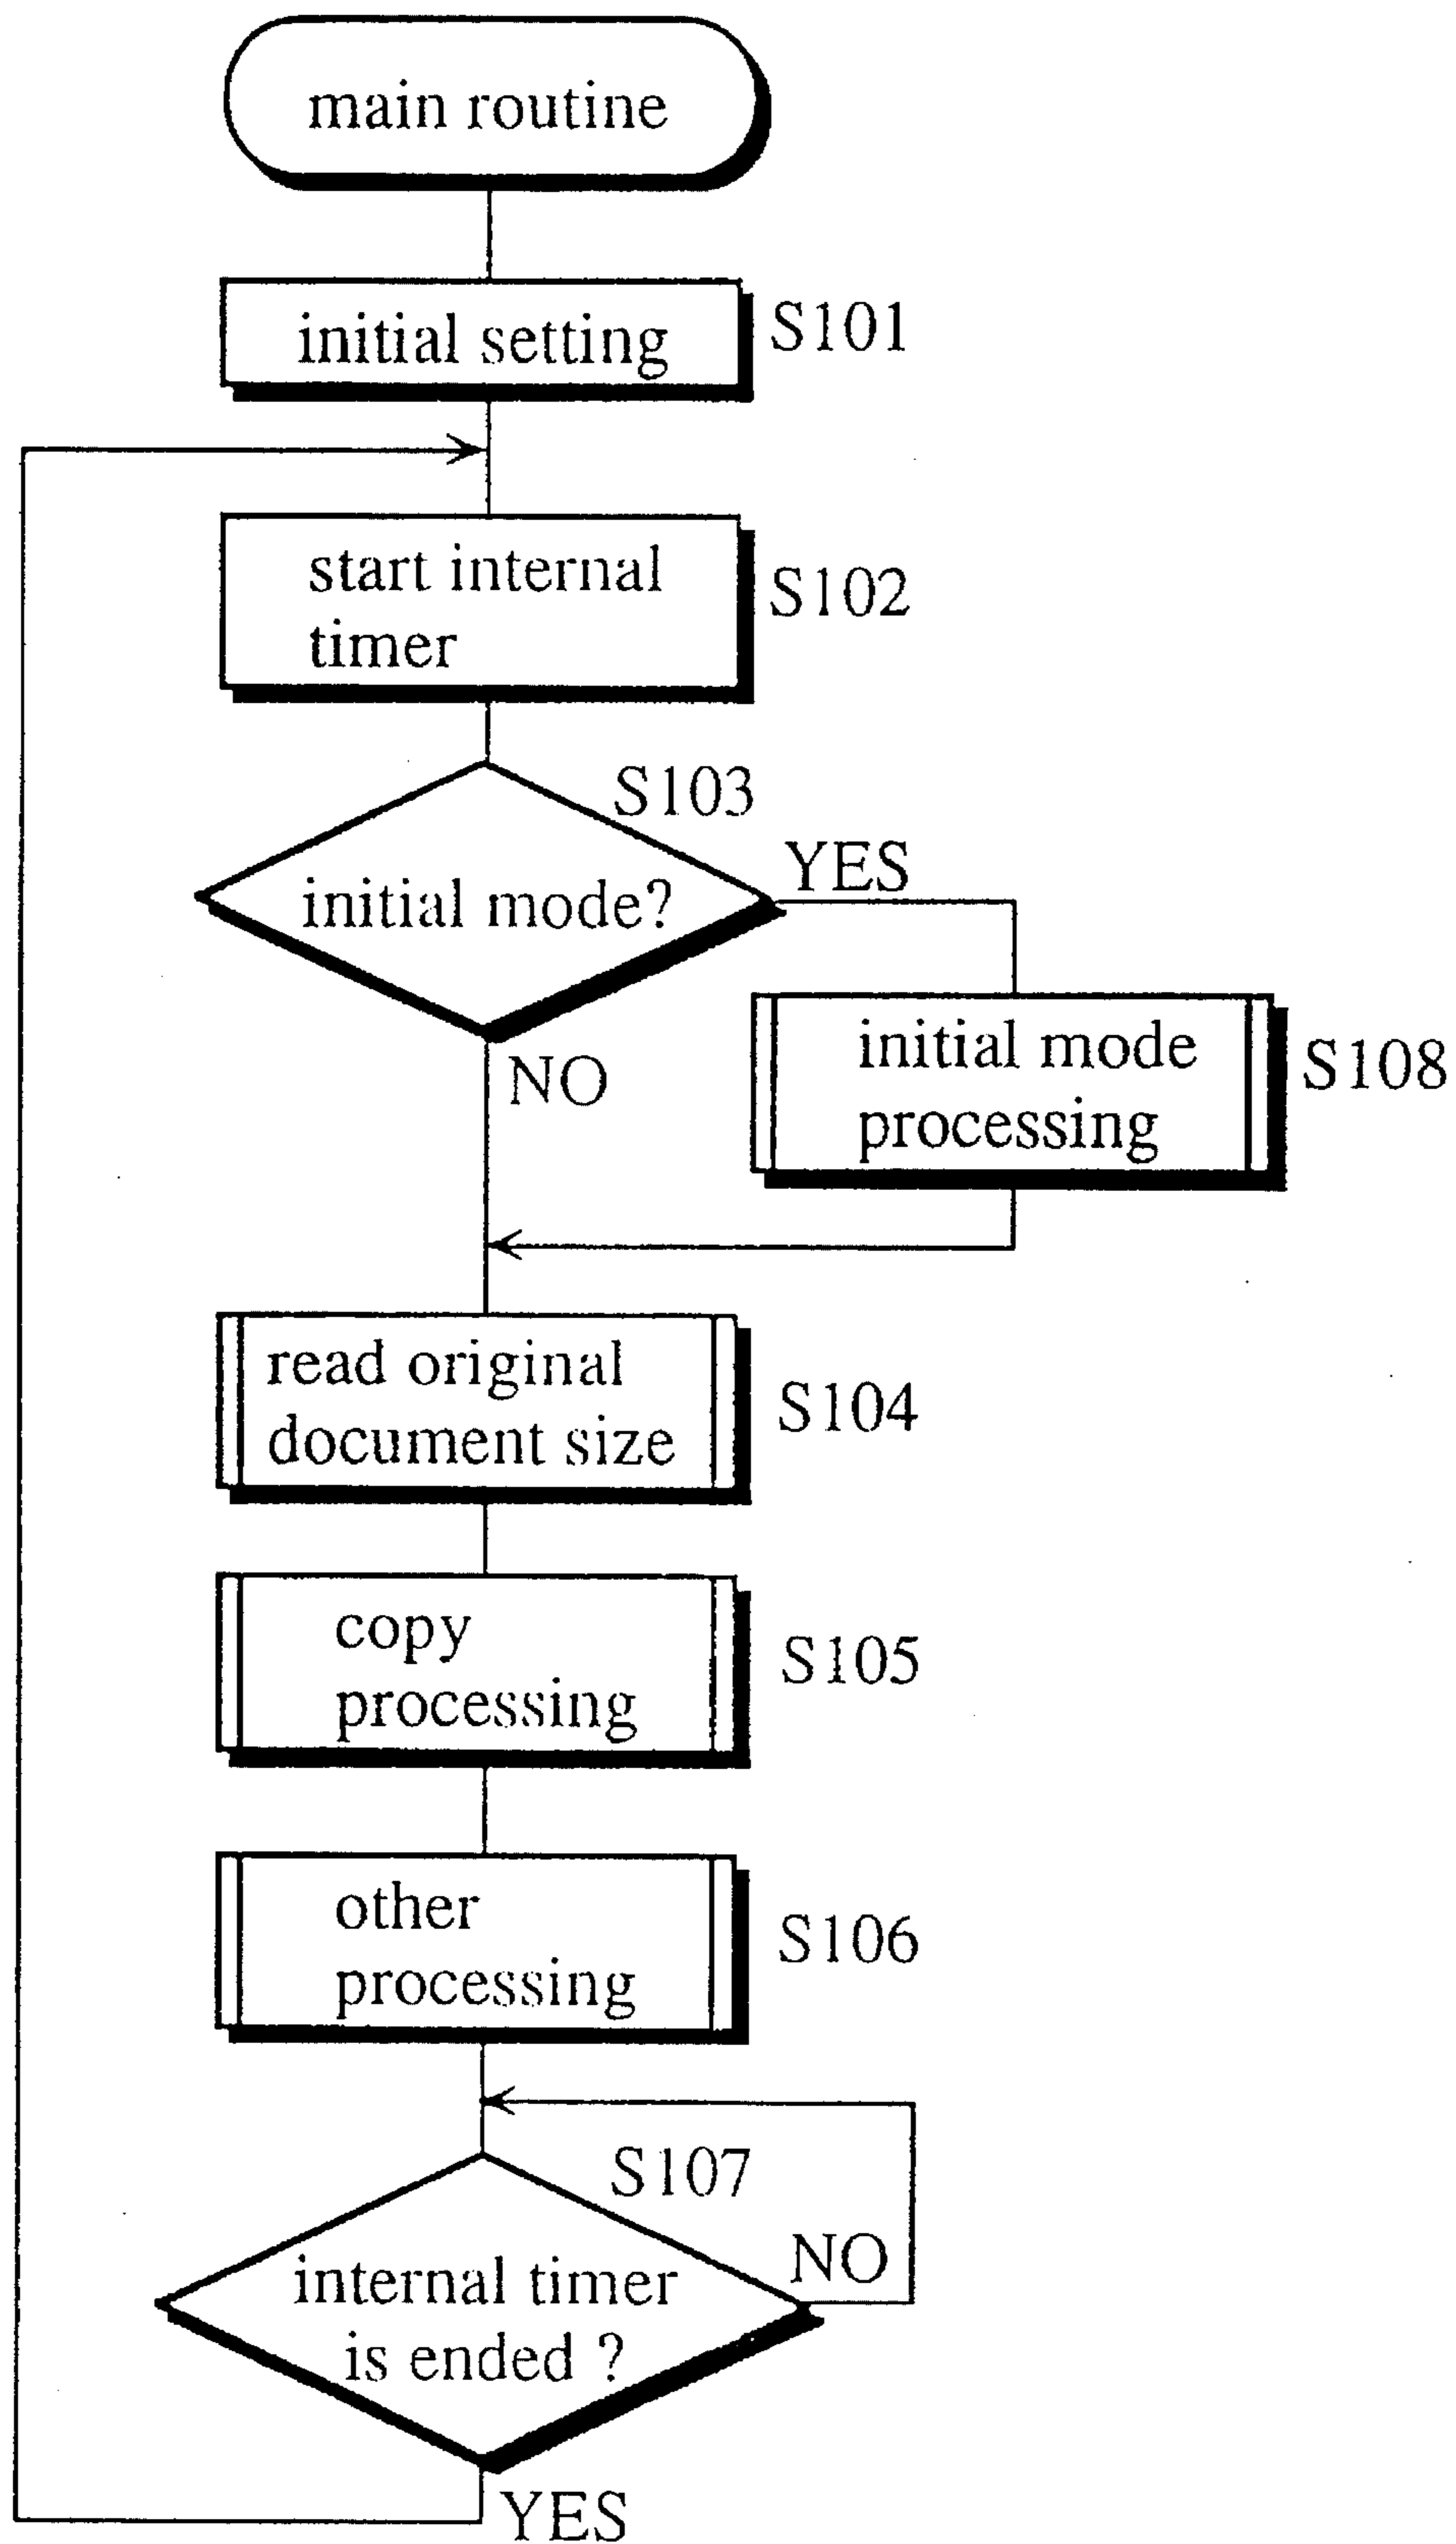 main routine
initial setting
S101
start internal
timer
S102
S103
initial mode?
YES
NO
initial mode
processing
S108
read original
document size
S104
copy
processing
S105
other
processing
S106
S107
NO
internal timer
is ended ?
YES